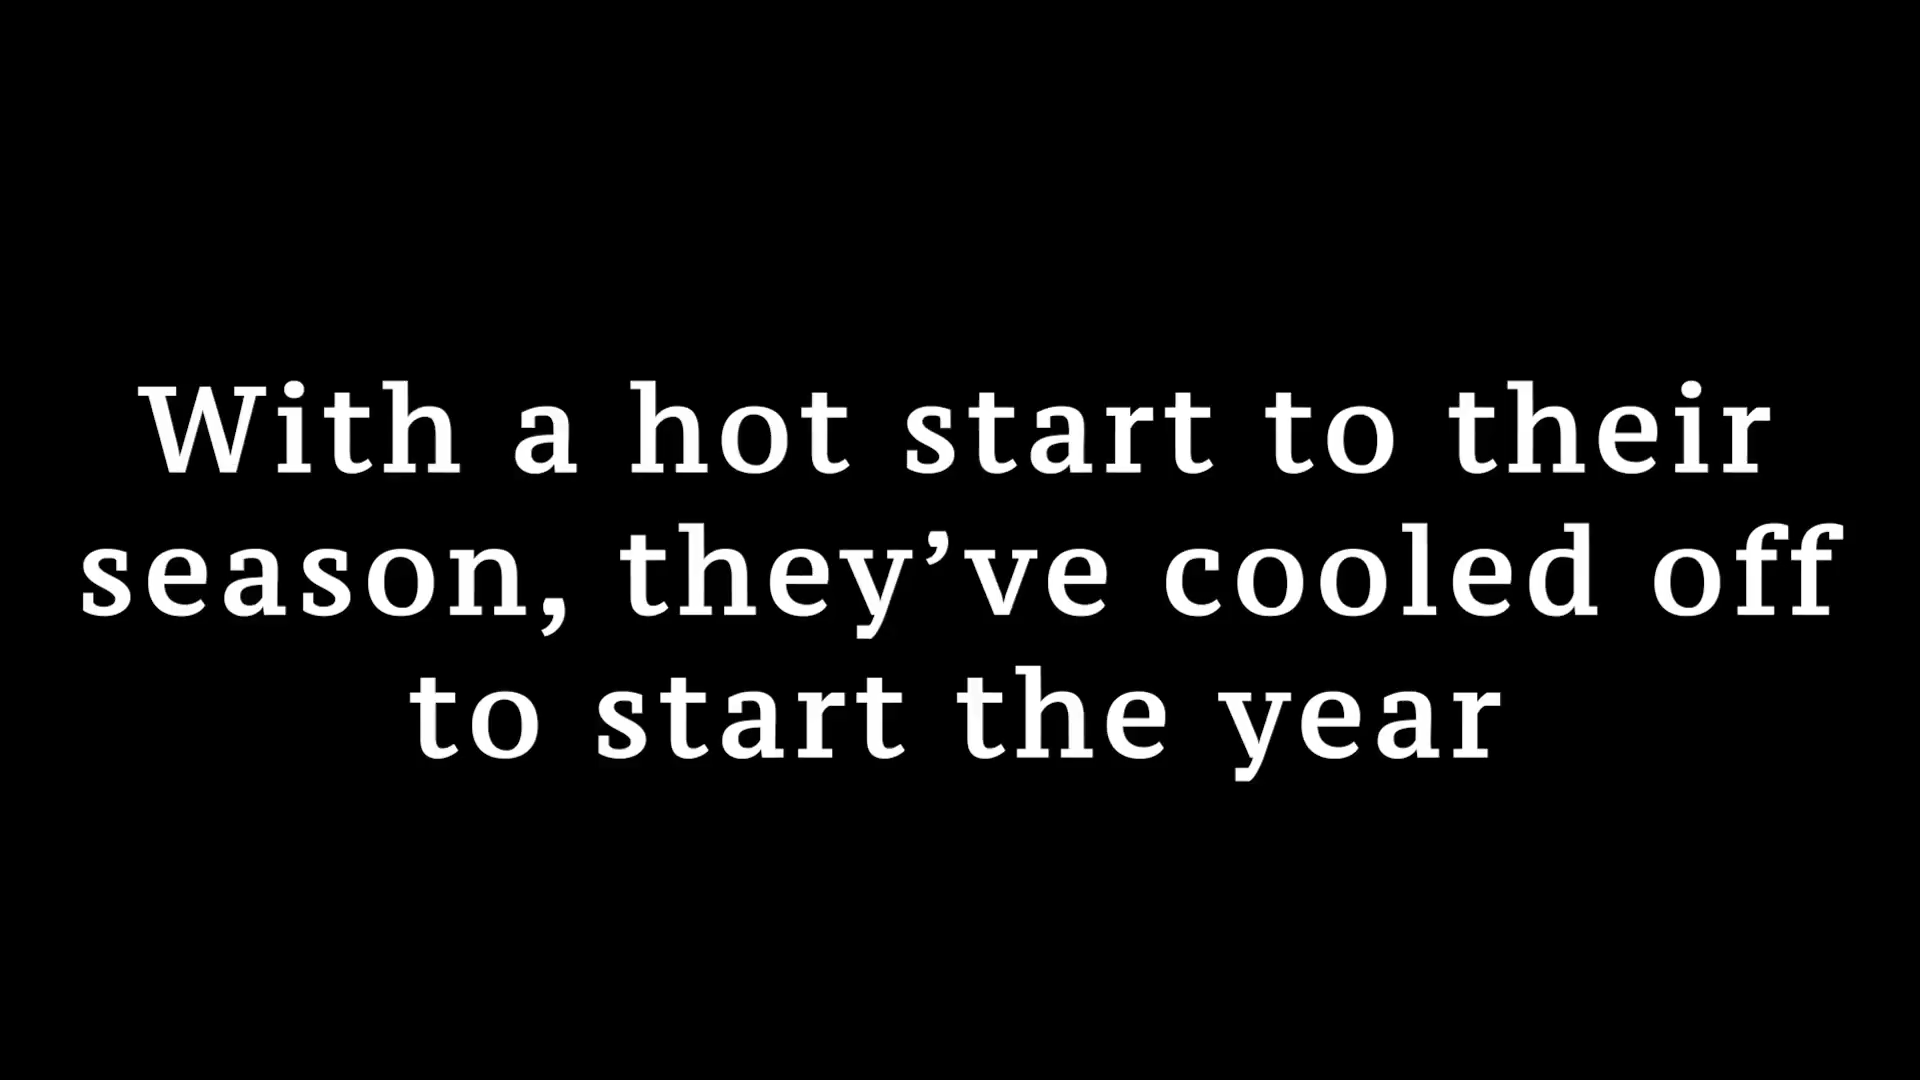 With a hot start to their
season, they’ve cooled off
to start the year